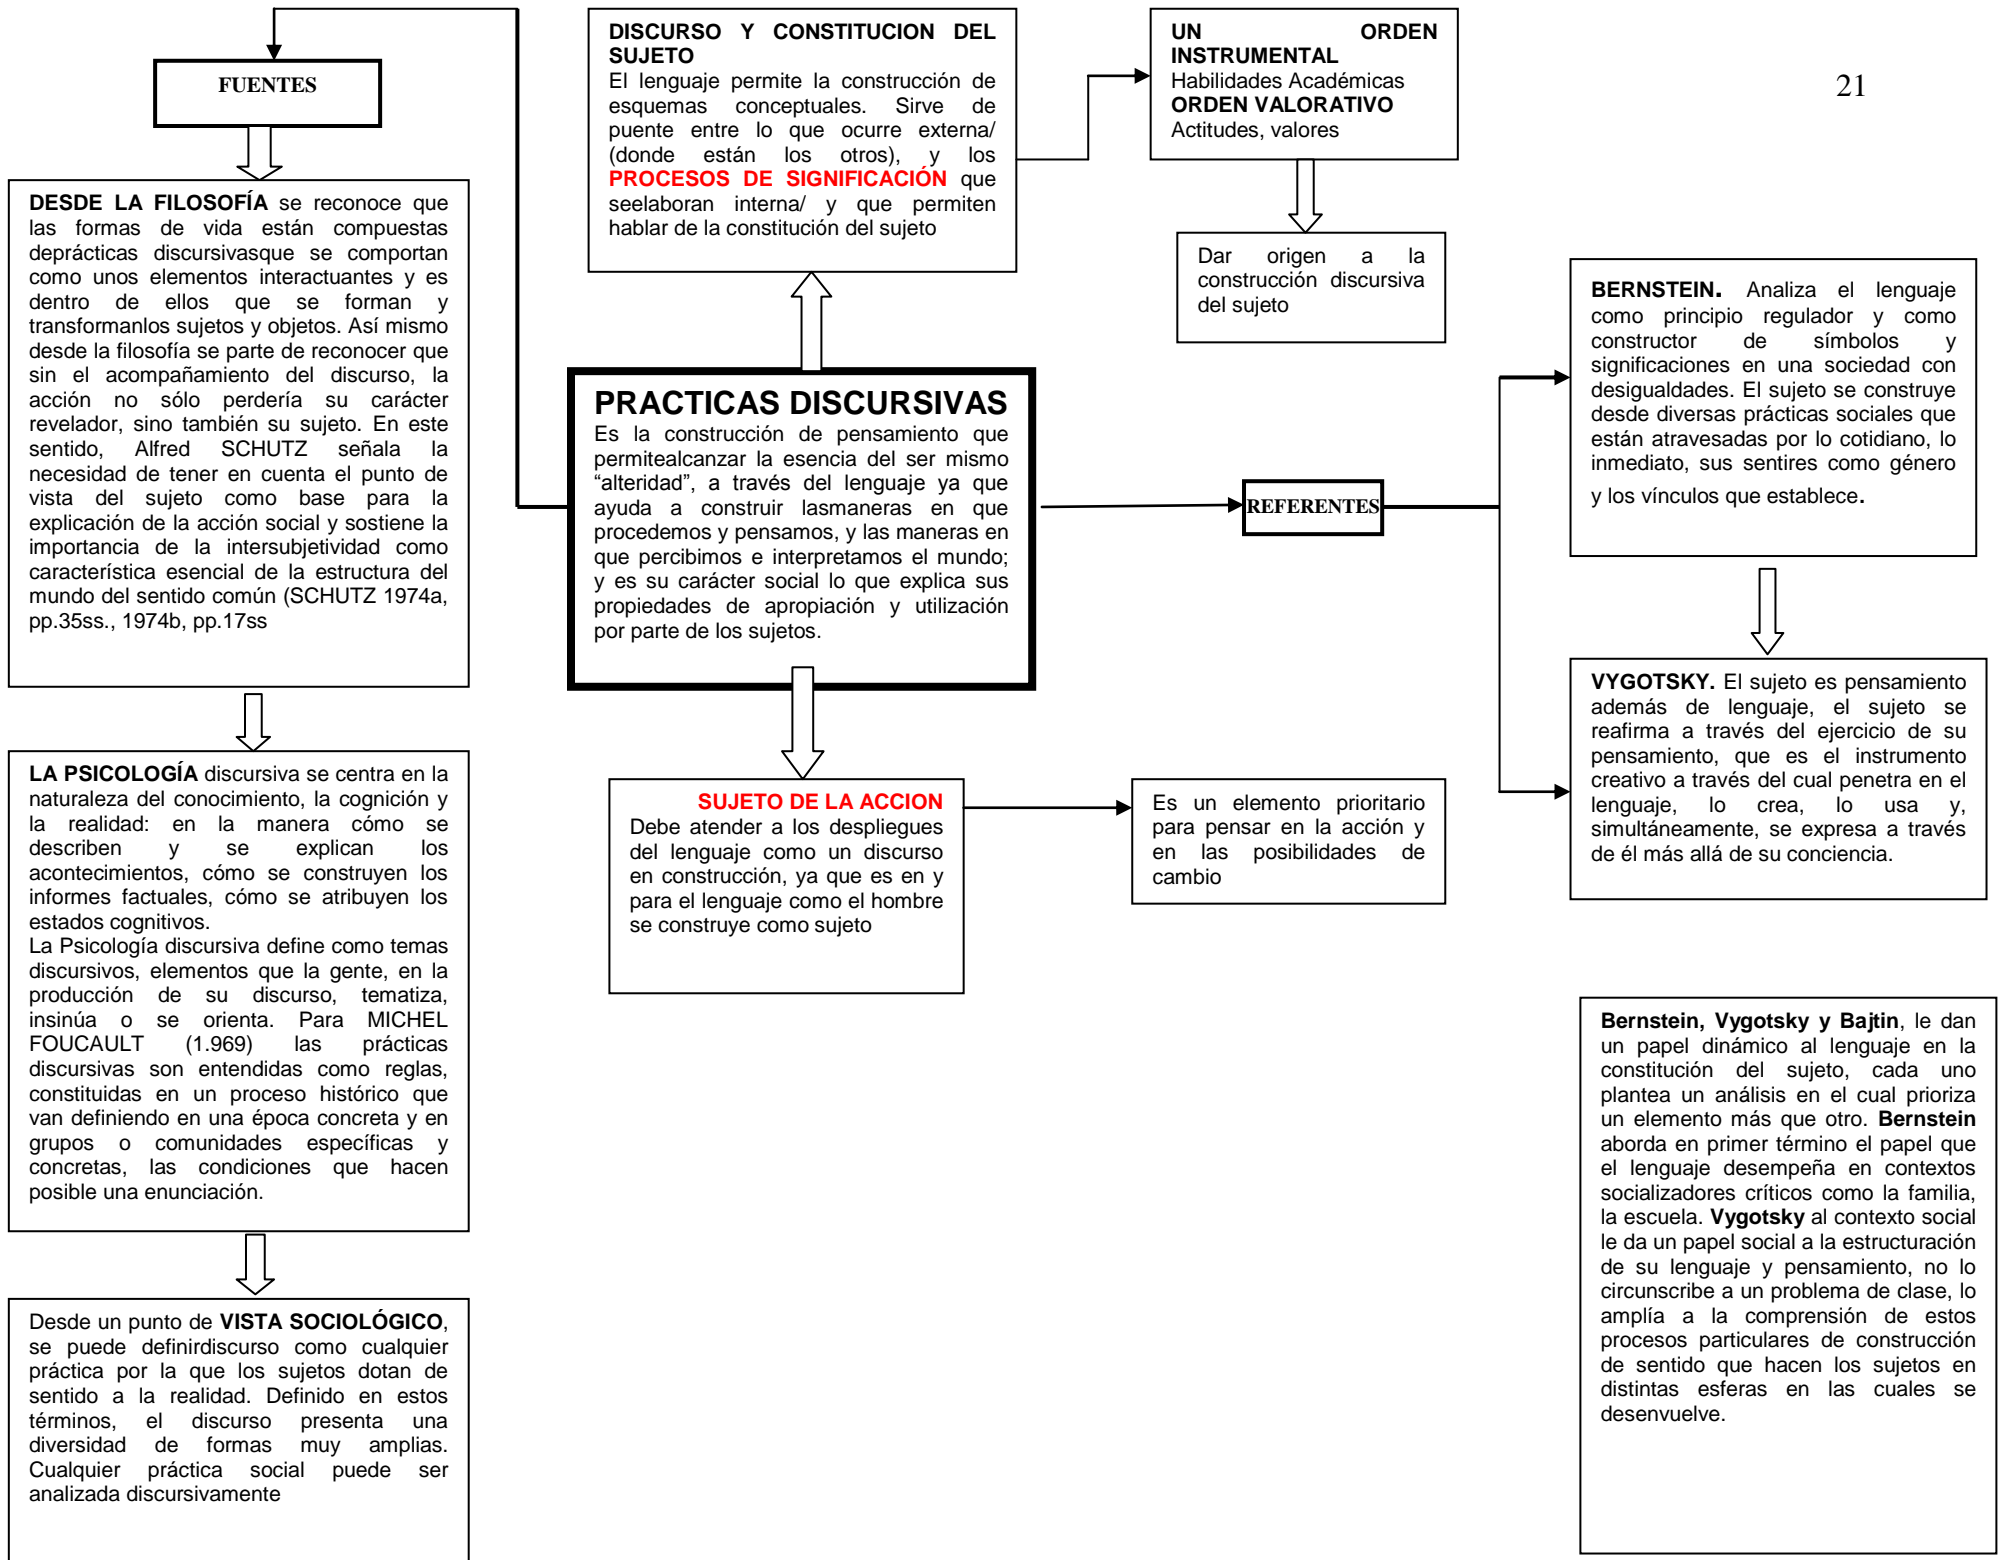 21
FUENTES
DESDE LA FILOSOFÍA se reconoce que
las formas de vida están compuestas
deprácticas discursivasque se comportan
como unos elementos interactuantes y es
dentro de ellos que se forman y
transformanlos sujetos y objetos. Así mismo
desde la filosofía se parte de reconocer que
sin el acompañamiento del discurso, la
acción no sólo perdería su carácter
revelador, sino también su sujeto. En este
sentido, Alfred SCHUTZ señala la
necesidad de tener en cuenta el punto de
vista del sujeto como base para la
explicación de la acción social y sostiene la
importancia de la intersubjetividad como
característica esencial de la estructura del
mundo del sentido común (SCHUTZ 1974a,
pp.35ss., 1974b, pp.17ss
LA PSICOLOGÍA discursiva se centra en la
naturaleza del conocimiento, la cognición y
la realidad: en la manera cómo se
describen y se explican los
acontecimientos, cómo se construyen los
informes factuales, cómo se atribuyen los
estados cognitivos.
La Psicología discursiva define como temas
discursivos, elementos que la gente, en la
producción de su discurso, tematiza,
insinúa o se orienta. Para MICHEL
FOUCAULT (1.969) las prácticas
discursivas son entendidas como reglas,
constituidas en un proceso histórico que
van definiendo en una época concreta y en
grupos o comunidades específicas y
concretas, las condiciones que hacen
posible una enunciación.
Desde un punto de VISTA SOCIOLÓGICO,
se puede definirdiscurso como cualquier
práctica por la que los sujetos dotan de
sentido a la realidad. Definido en estos
términos, el discurso presenta una
diversidad de formas muy amplias.
Cualquier práctica social puede ser
analizada discursivamente
DISCURSO Y CONSTITUCION DEL
SUJETO
El lenguaje permite la construcción de
esquemas conceptuales. Sirve de
puente entre lo que ocurre externa/
(donde están los otros), y los
PROCESOS DE SIGNIFICACIÓN que
seelaboran interna/ y que permiten
hablar de la constitución del sujeto
UN ORDEN
INSTRUMENTAL
Habilidades Académicas
ORDEN VALORATIVO
Actitudes, valores
Dar origen a la
construcción discursiva
del sujeto
PRACTICAS DISCURSIVAS
Es la construcción de pensamiento que
permitealcanzar la esencia del ser mismo
“alteridad”, a través del lenguaje ya que
ayuda a construir lasmaneras en que
procedemos y pensamos, y las maneras en
que percibimos e interpretamos el mundo;
y es su carácter social lo que explica sus
propiedades de apropiación y utilización
por parte de los sujetos.
SUJETO DE LA ACCION
Debe atender a los despliegues
del lenguaje como un discurso
en construcción, ya que es en y
para el lenguaje como el hombre
se construye como sujeto
Es un elemento prioritario
para pensar en la acción y
en las posibilidades de
cambio
REFERENTES
BERNSTEIN. Analiza el lenguaje
como principio regulador y como
constructor de símbolos y
significaciones en una sociedad con
desigualdades. El sujeto se construye
desde diversas prácticas sociales que
están atravesadas por lo cotidiano, lo
inmediato, sus sentires como género
y los vínculos que establece.
VYGOTSKY. El sujeto es pensamiento
además de lenguaje, el sujeto se
reafirma a través del ejercicio de su
pensamiento, que es el instrumento
creativo a través del cual penetra en el
lenguaje, lo crea, lo usa y,
simultáneamente, se expresa a través
de él más allá de su conciencia.
Bernstein, Vygotsky y Bajtin, le dan
un papel dinámico al lenguaje en la
constitución del sujeto, cada uno
plantea un análisis en el cual prioriza
un elemento más que otro. Bernstein
aborda en primer término el papel que
el lenguaje desempeña en contextos
socializadores críticos como la familia,
la escuela. Vygotsky al contexto social
le da un papel social a la estructuración
de su lenguaje y pensamiento, no lo
circunscribe a un problema de clase, lo
amplía a la comprensión de estos
procesos particulares de construcción
de sentido que hacen los sujetos en
distintas esferas en las cuales se
desenvuelve.